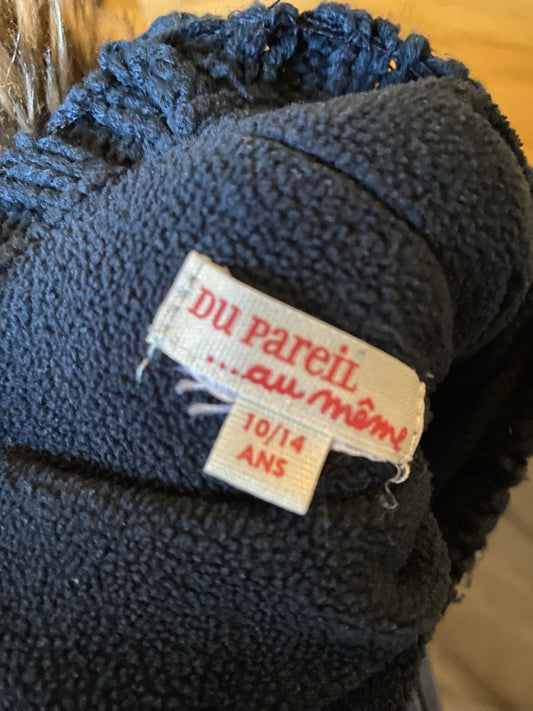 DU PaReiL
...au même
10/14
ANS